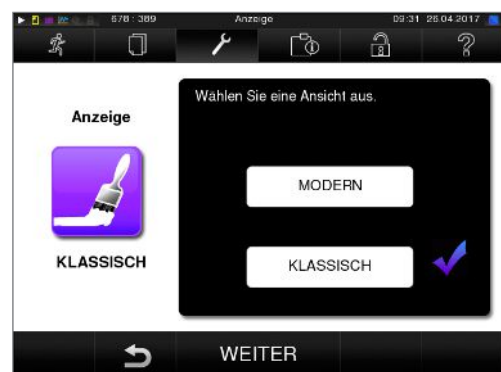 678 : 389 Anzeige 09:31 26.04.2017
Anzeige
Wählen Sie eine Ansicht aus.
MODERN
KLASSISCH
KLASSISCH
WEITER